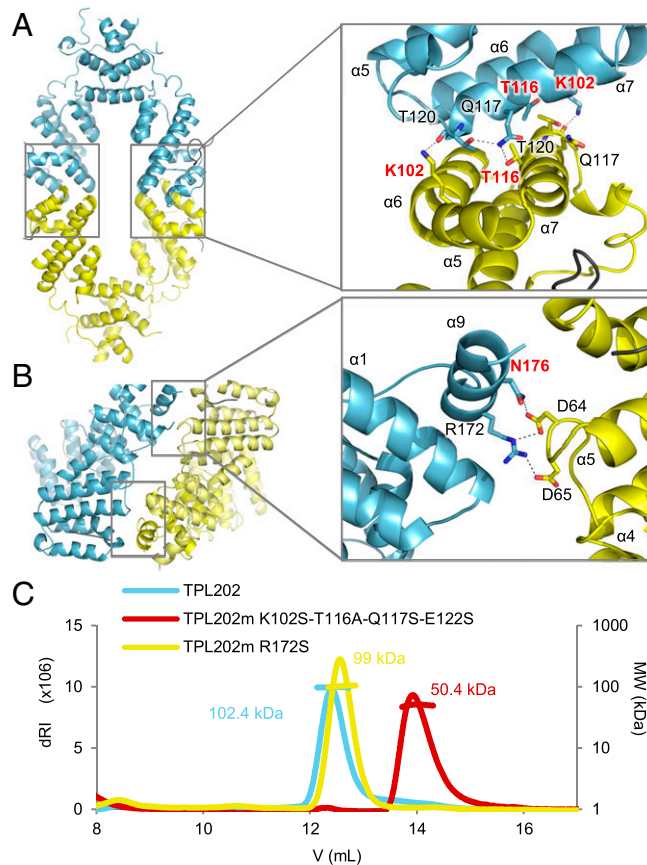 A
α6
α5
T116
K102
α7
T120
Q117
T120
K102
T116
Q117
α6
α7
α5
B
α9
α1
N176
D64
R172
α5
D65
α4
C
TPL202
TPL202m K102S-T116A-Q117S-E122S
TPL202m R172S
15
1000
99 kDa
50.4 kDa
10
100
102.4 kDa
5
10
0
1
dRI (x106)
MW (kDa)
8
10
12
14
16
V (mL)